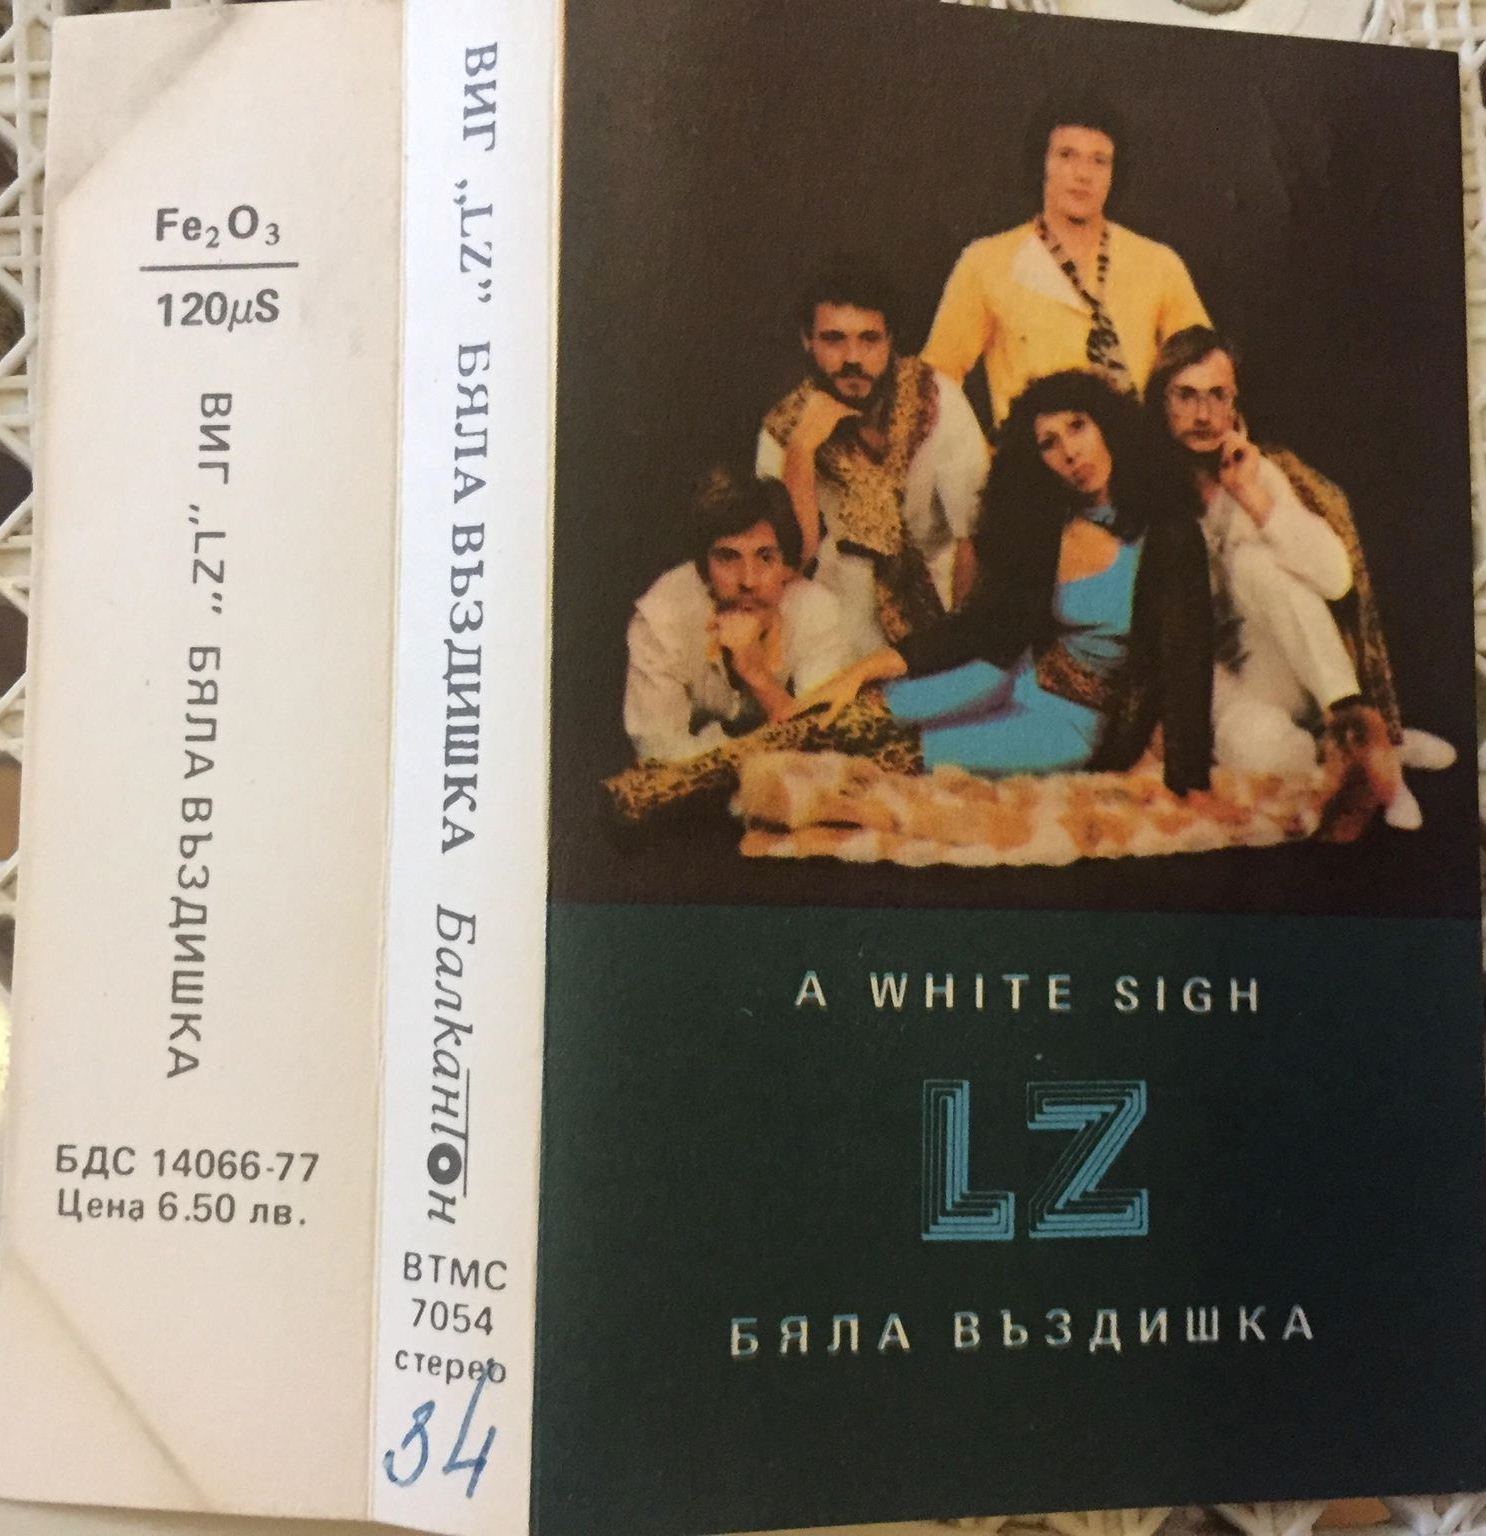 Fe₂O₃
120μS
ВИГ „LZ” БЯЛА ВЪЗДИШКА
БДС 14066-77
Цена 6.50 лв.
ВИГ „LZ” БЯЛА ВЪЗДИШКА Балкантон
ВТМС
7054
стерео
34
A WHITE SIGH
LZ
БЯЛА ВЪЗДИШКА